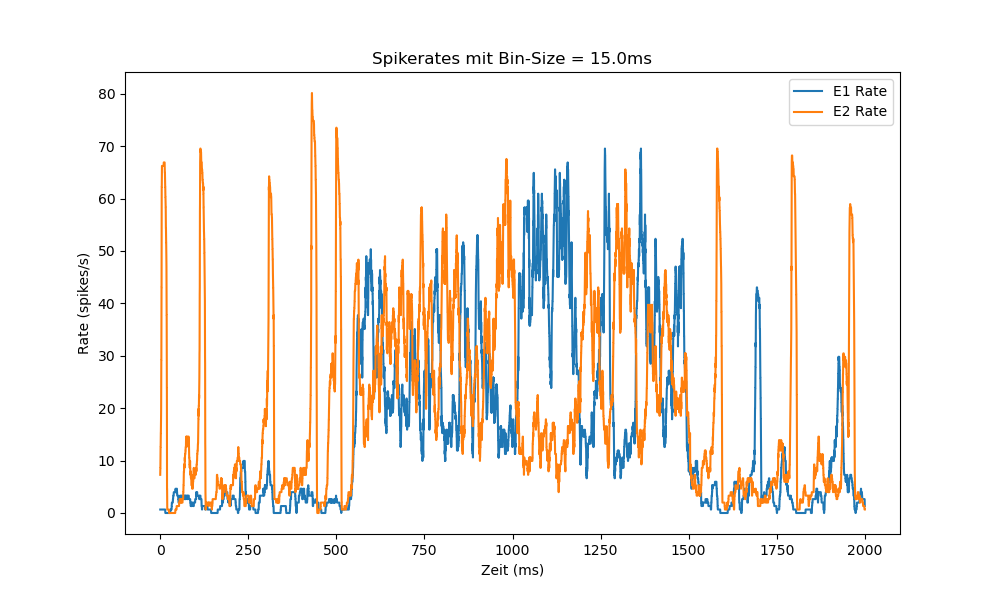 Spikerates mit Bin-Size = 15.0ms
E1 Rate
E2 Rate
80
70
60
50
40
30
20
10
0
Rate (spikes/s)
0 250 500 750 1000 1250 1500 1750 2000
Zeit (ms)